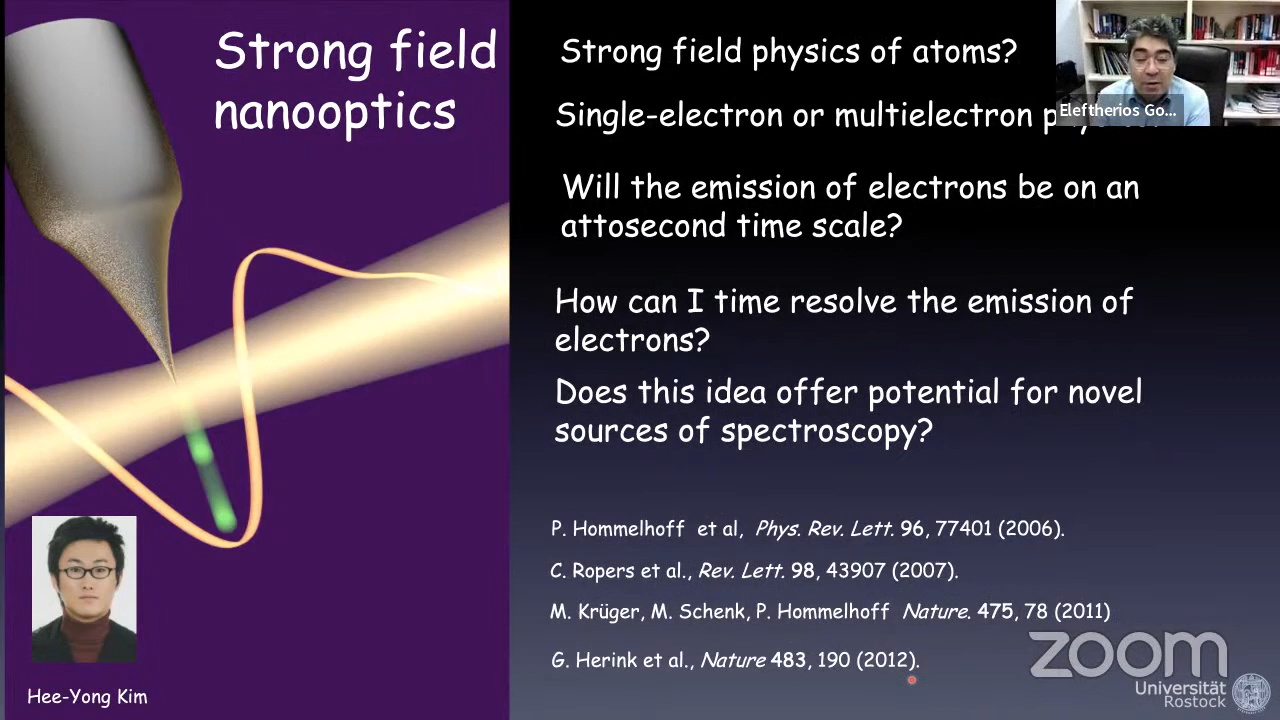 Strong field
nanooptics
Strong field physics of atoms?
Single-electron or multielectron
Eleftherios Go...
Will the emission of electrons be on an
attosecond time scale?
How can I time resolve the emission of
electrons?
Does this idea offer potential for novel
sources of spectroscopy?
P. Hommelhoff et al, Phys. Rev. Lett. 96, 77401 (2006).
C. Ropers et al., Rev. Lett. 98, 43907 (2007).
M. Krüger, M. Schenk, P. Hommelhoff Nature. 475, 78 (2011)
G. Herink et al., Nature 483, 190 (2012).
zoom
Universität
Rostock
Hee-Yong Kim